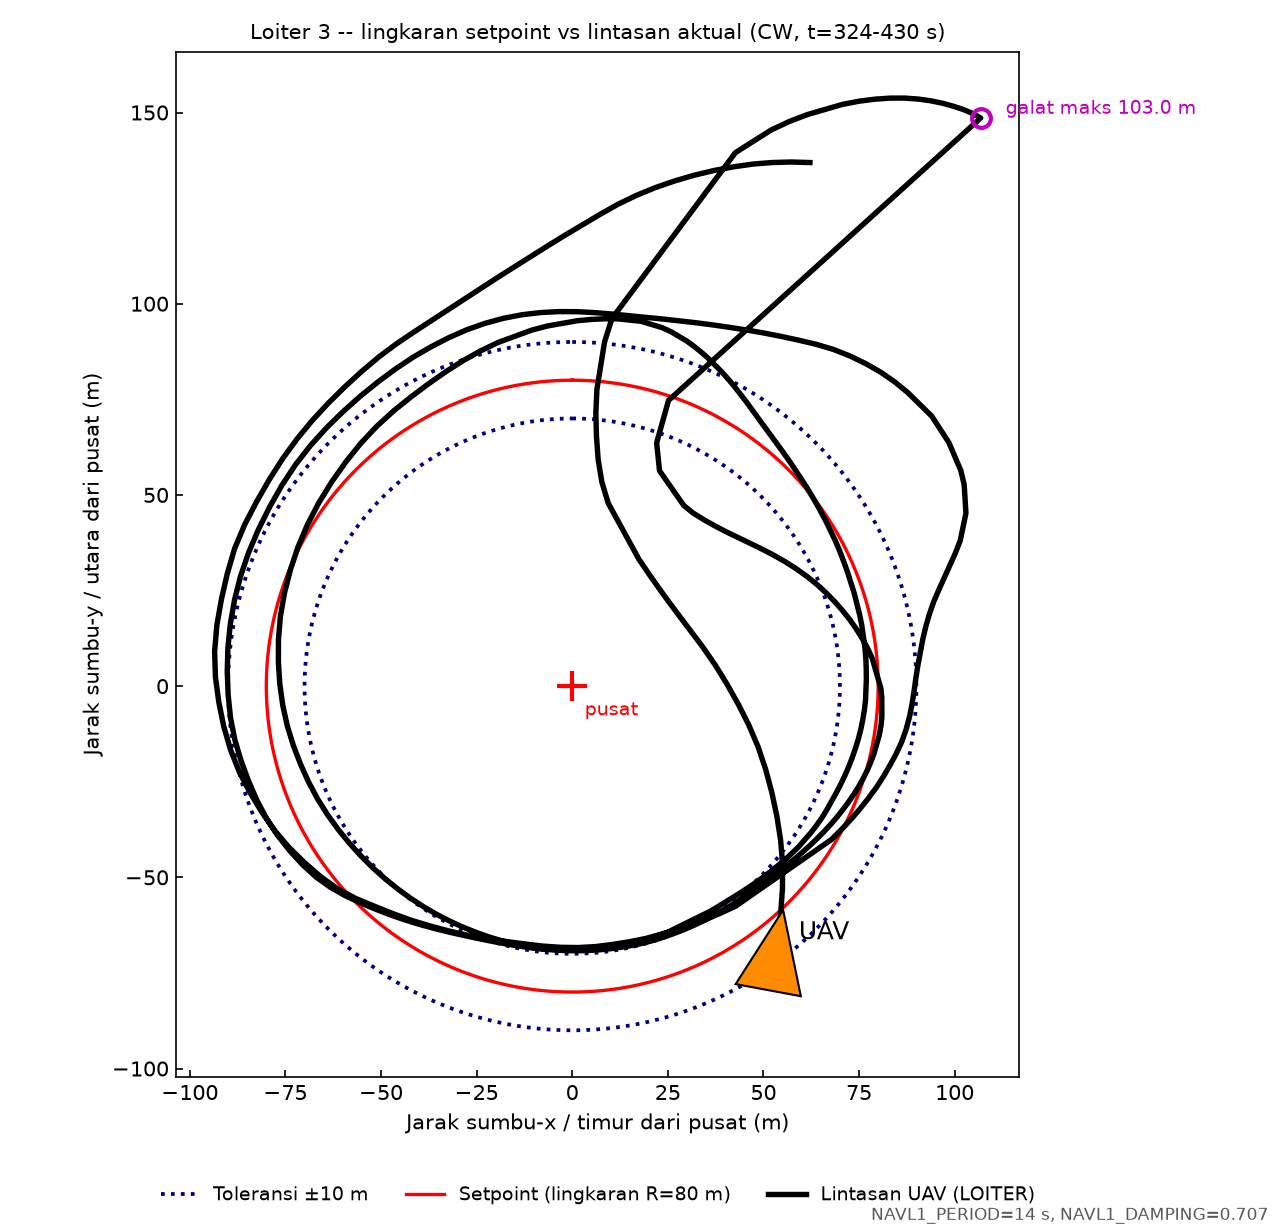 Loiter 3 -- lingkaran setpoint vs lintasan aktual (CW, t=324-430 s)
galat maks 103.0 m
150
100
50
0
−50
−100
Jarak sumbu-y / utara dari pusat (m)
pusat
UAV
−100 −75 −50 −25 0 25 50 75 100
Jarak sumbu-x / timur dari pusat (m)
Toleransi ±10 m Setpoint (lingkaran R=80 m) Lintasan UAV (LOITER)
NAVL1_PERIOD=14 s, NAVL1_DAMPING=0.707